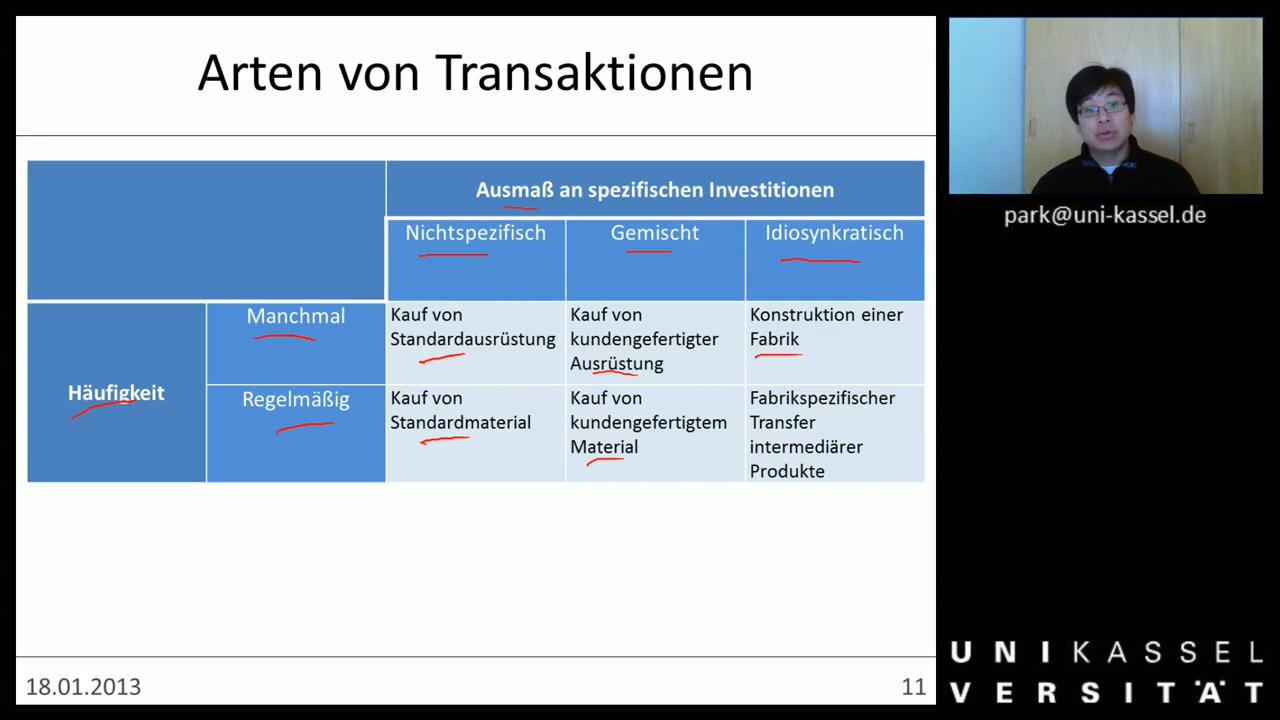 Arten von Transaktionen
Ausmaß an spezifischen Investitionen
Nichtspezifisch
Gemischt
Idiosynkratisch
Häufigkeit
Manchmal
Kauf von
Standardausrüstung
Kauf von
kundengefertigter
Ausrüstung
Konstruktion einer
Fabrik
Regelmäßig
Kauf von
Standardmaterial
Kauf von
kundengefertigtem
Material
Fabrikspezifischer
Transfer
intermediärer
Produkte
18.01.2013
11
park@uni-kassel.de
UNIKASSEL
VERSITÄT